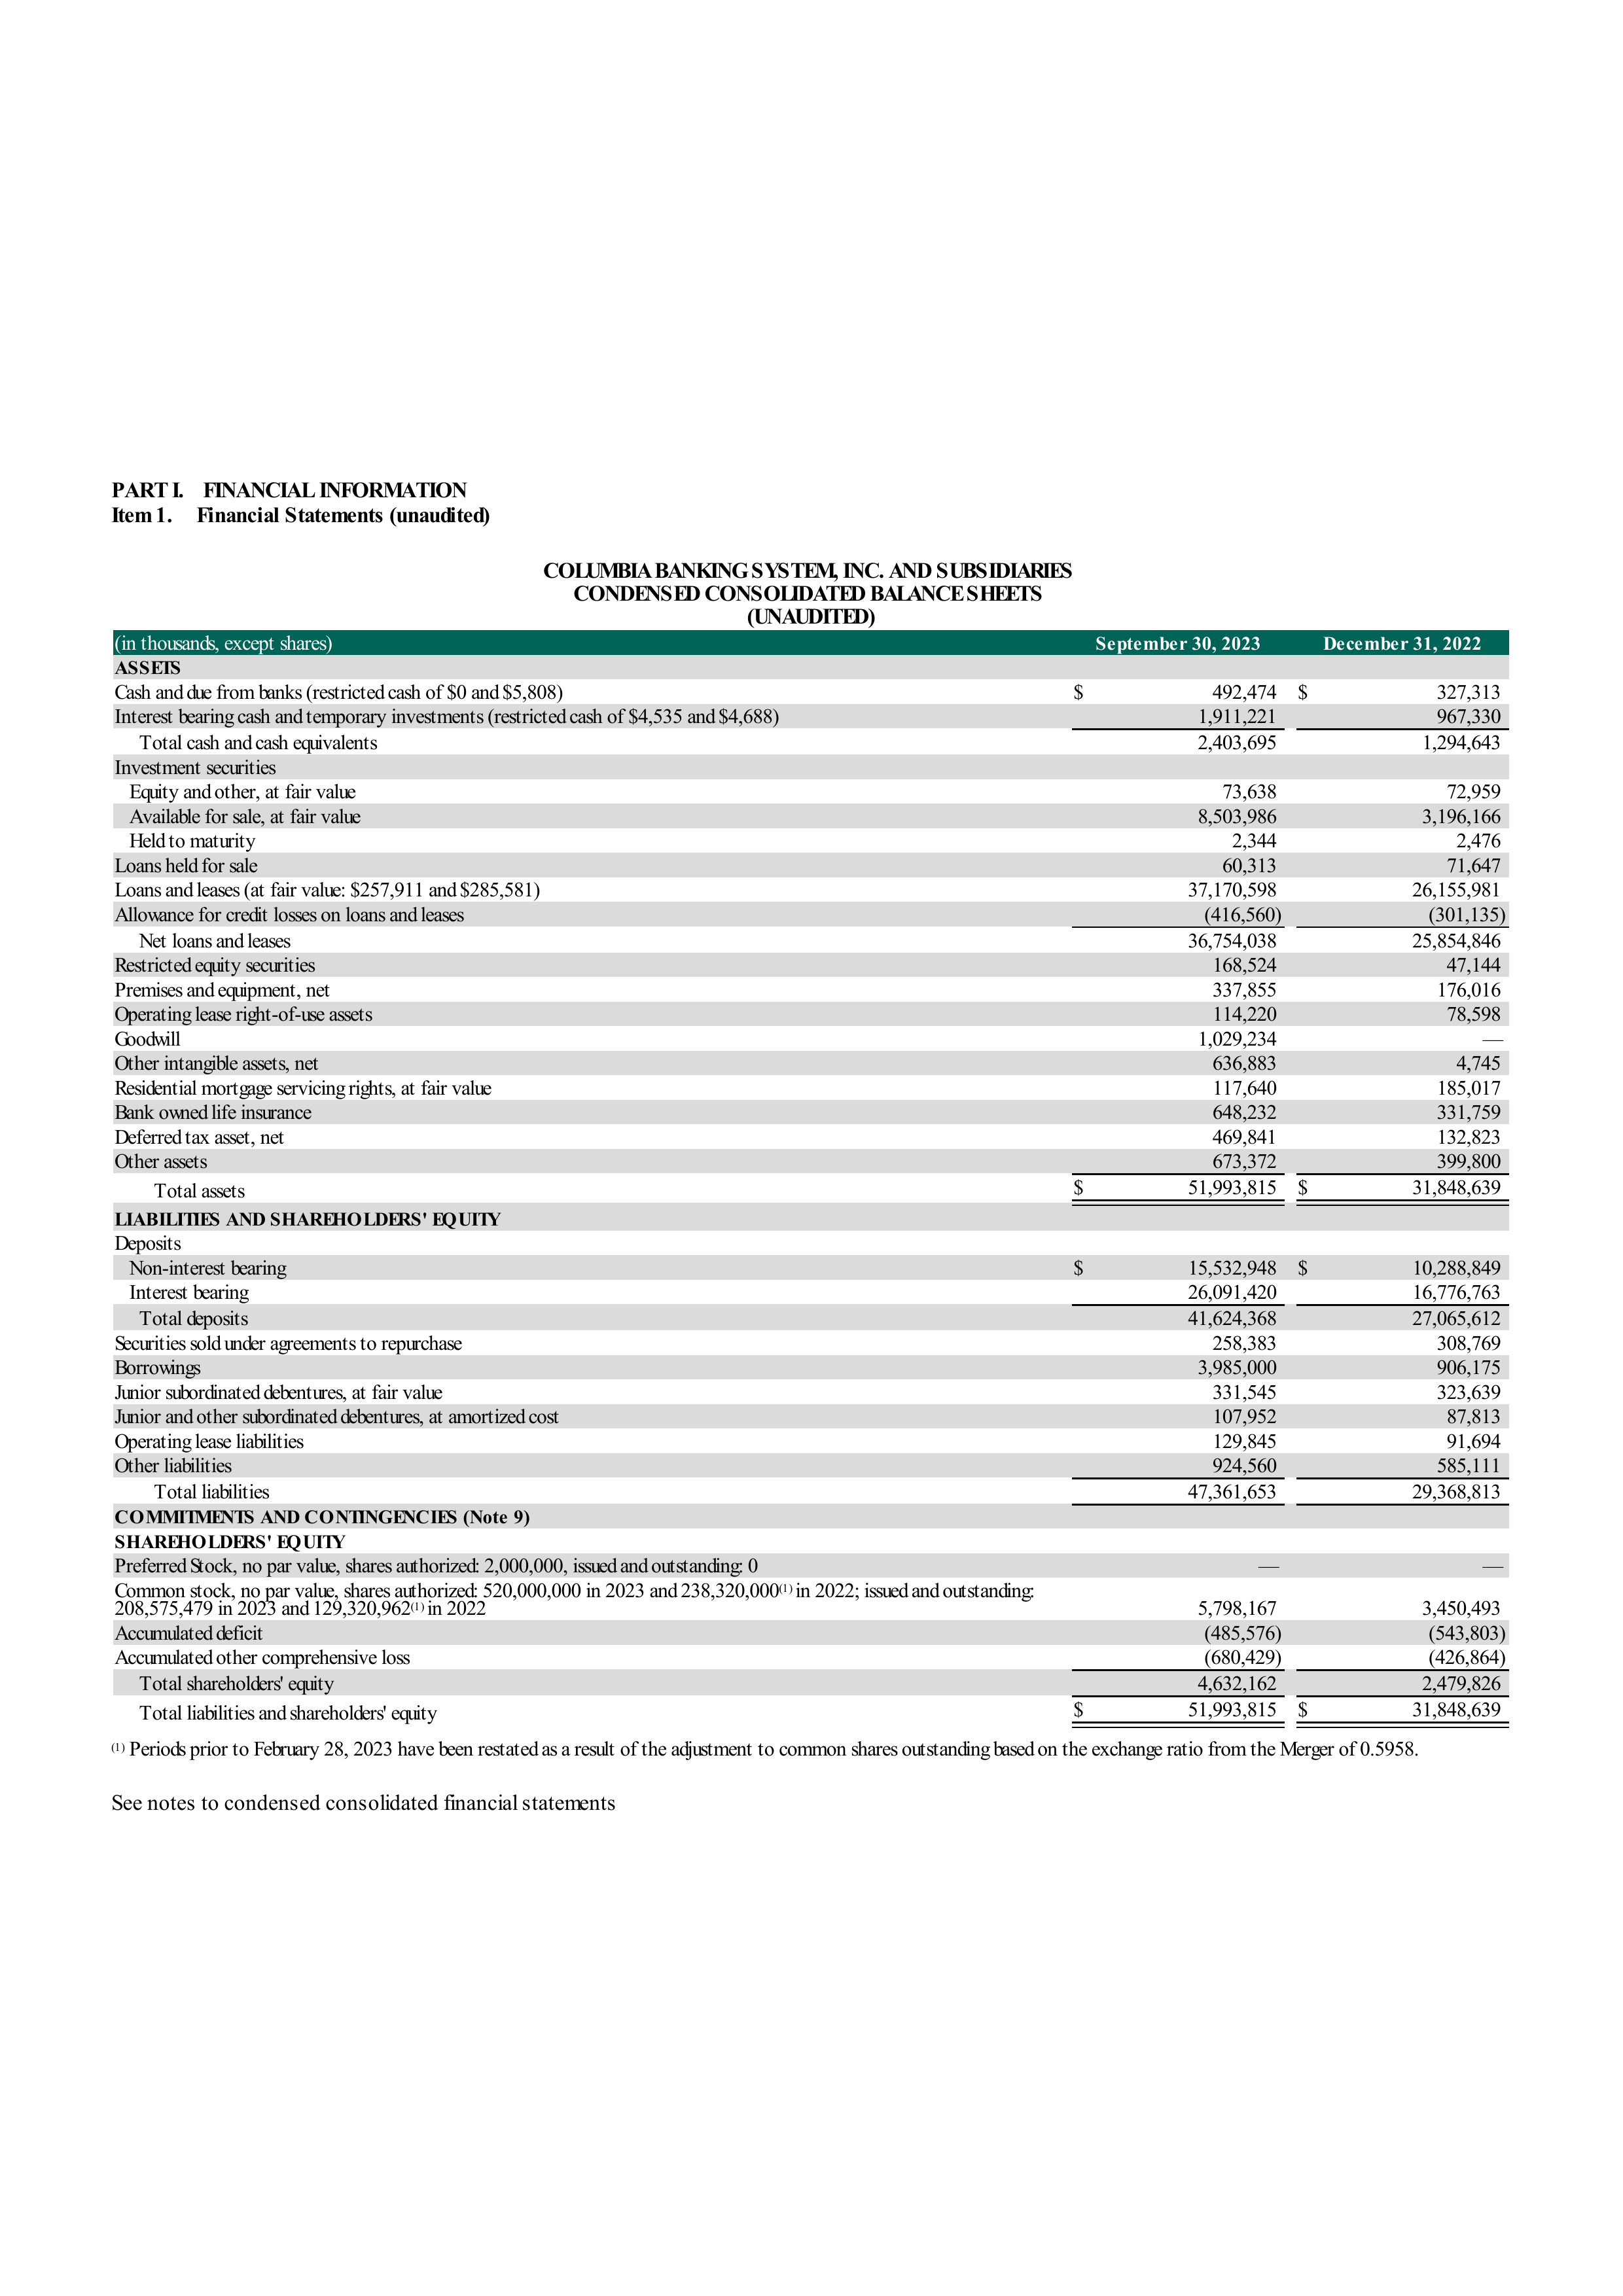 PART I. FINANCIAL INFORMATION
Item 1. Financial Statements (unaudited)
COLUMBIA BANKING SYSTEM, INC. AND SUBSIDIARIES
CONDENSED CONSOLIDATED BALANCE SHEETS
(UNAUDITED)
(in thousands, except shares) September 30, 2023 December 31, 2022
ASSETS
Cash and due from banks (restricted cash of $0 and $5,808) $ 492,474 $ 327,313
Interest bearing cash and temporary investments (restricted cash of $4,535 and $4,688) 1,911,221 967,330
Total cash and cash equivalents 2,403,695 1,294,643
Investment securities
Equity and other, at fair value 73,638 72,959
Available for sale, at fair value 8,503,986 3,196,166
Held to maturity 2,344 2,476
Loans held for sale 60,313 71,647
Loans and leases (at fair value: $257,911 and $285,581) 37,170,598 26,155,981
Allowance for credit losses on loans and leases (416,560) (301,135)
Net loans and leases 36,754,038 25,854,846
Restricted equity securities 168,524 47,144
Premises and equipment, net 337,855 176,016
Operating lease right-of-use assets 114,220 78,598
Goodwill 1,029,234 —
Other intangible assets, net 636,883 4,745
Residential mortgage servicing rights, at fair value 117,640 185,017
Bank owned life insurance 648,232 331,759
Deferred tax asset, net 469,841 132,823
Other assets 673,372 399,800
Total assets $ 51,993,815 $ 31,848,639
LIABILITIES AND SHAREHOLDERS' EQUITY
Deposits
Non-interest bearing $ 15,532,948 $ 10,288,849
Interest bearing 26,091,420 16,776,763
Total deposits 41,624,368 27,065,612
Securities sold under agreements to repurchase 258,383 308,769
Borrowings 3,985,000 906,175
Junior subordinated debentures, at fair value 331,545 323,639
Junior and other subordinated debentures, at amortized cost 107,952 87,813
Operating lease liabilities 129,845 91,694
Other liabilities 924,560 585,111
Total liabilities 47,361,653 29,368,813
COMMITMENTS AND CONTINGENCIES (Note 9)
SHAREHOLDERS' EQUITY
Preferred Stock, no par value, shares authorized: 2,000,000, issued and outstanding: 0 — —
Common stock, no par value, shares authorized: 520,000,000 in 2023 and 238,320,000(1) in 2022; issued and outstanding:
208,575,479 in 2023 and 129,320,962(1) in 2022 5,798,167 3,450,493
Accumulated deficit (485,576) (543,803)
Accumulated other comprehensive loss (680,429) (426,864)
Total shareholders' equity 4,632,162 2,479,826
Total liabilities and shareholders' equity $ 51,993,815 $ 31,848,639
(1) Periods prior to February 28, 2023 have been restated as a result of the adjustment to common shares outstanding based on the exchange ratio from the Merger of 0.5958.
See notes to condensed consolidated financial statements